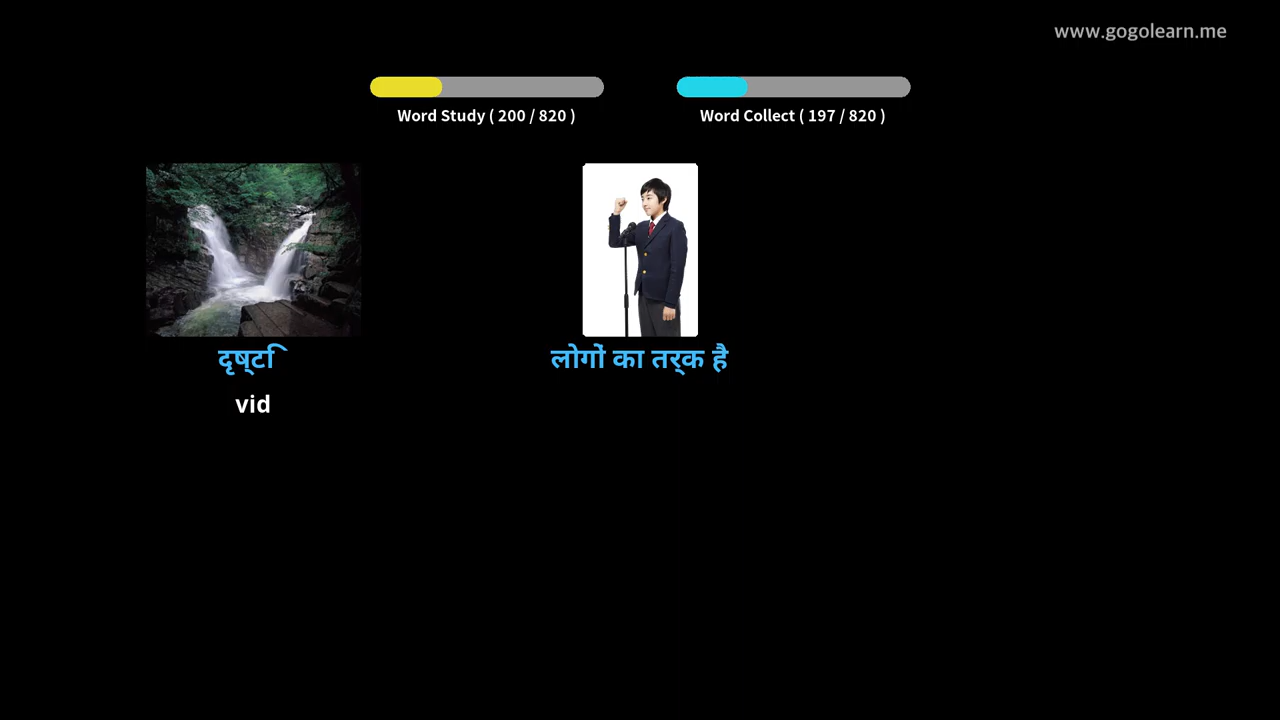 www.gogolearn.me
Word Study ( 200 / 820 )
Word Collect ( 197 / 820 )
दृष्टि
लोगों का तर्क है
vid